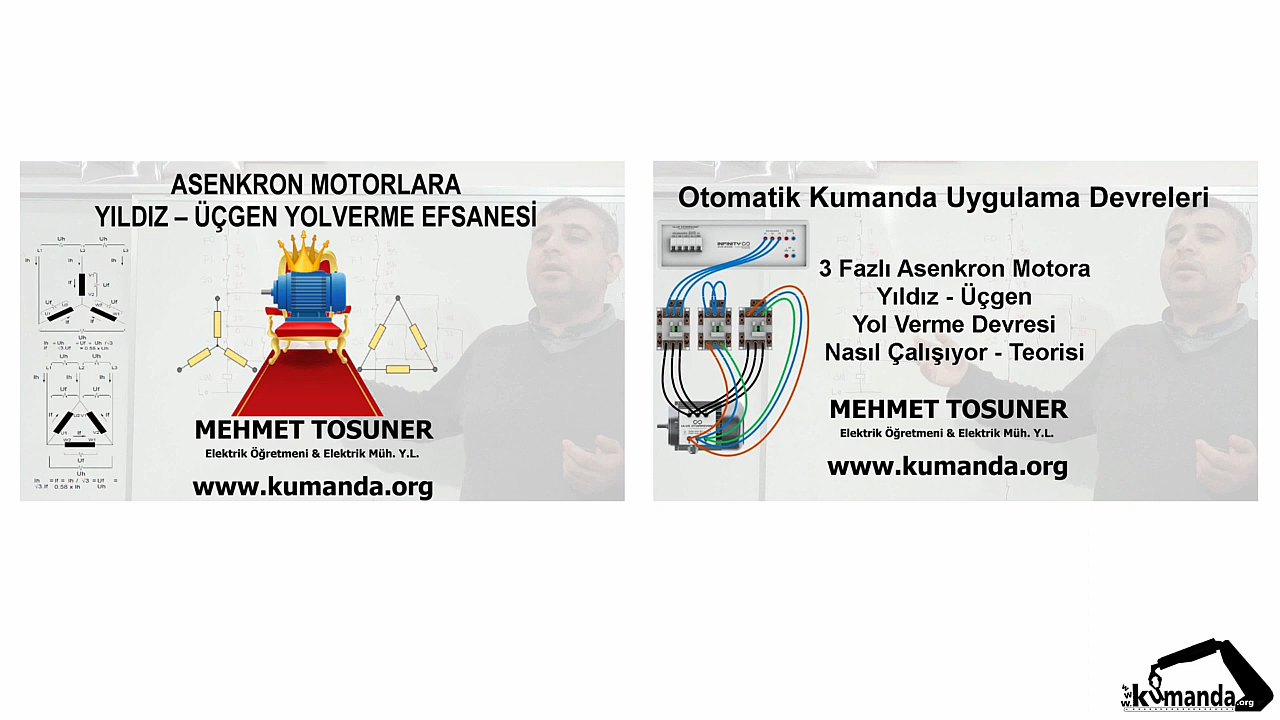 ASENKRON MOTORLARA
YILDIZ – ÜÇGEN YOLVERME EFSANESİ
MEHMET TOSUNER
Elektrik Öğretmeni & Elektrik Müh. Y.L.
www.kumanda.org
Otomatik Kumanda Uygulama Devreleri
INFINITY
3 Fazlı Asenkron Motora
Yıldız - Üçgen
Yol Verme Devresi
Nasıl Çalışıyor - Teorisi
MEHMET TOSUNER
Elektrik Öğretmeni & Elektrik Müh. Y.L.
www.kumanda.org
www.kumanda.org